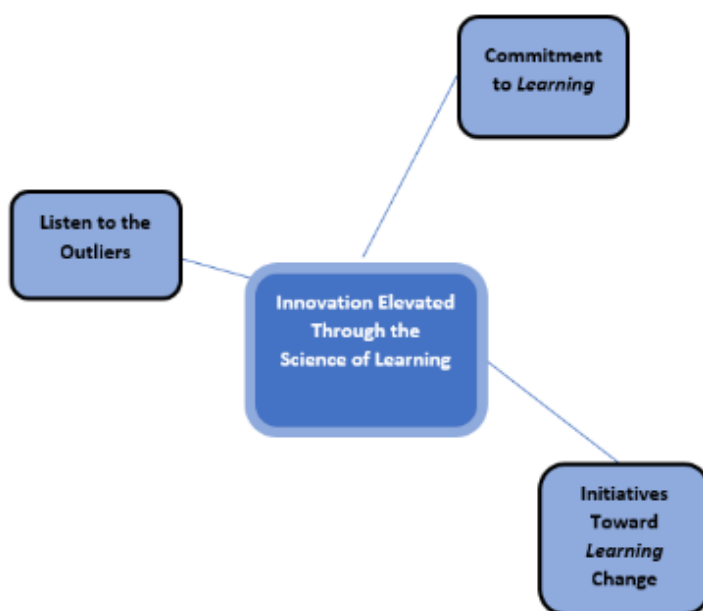 Commitment
to Learning
Listen to the
Outliers
Innovation Elevated
Through the
Science of Learning
Initiatives
Toward
Learning
Change